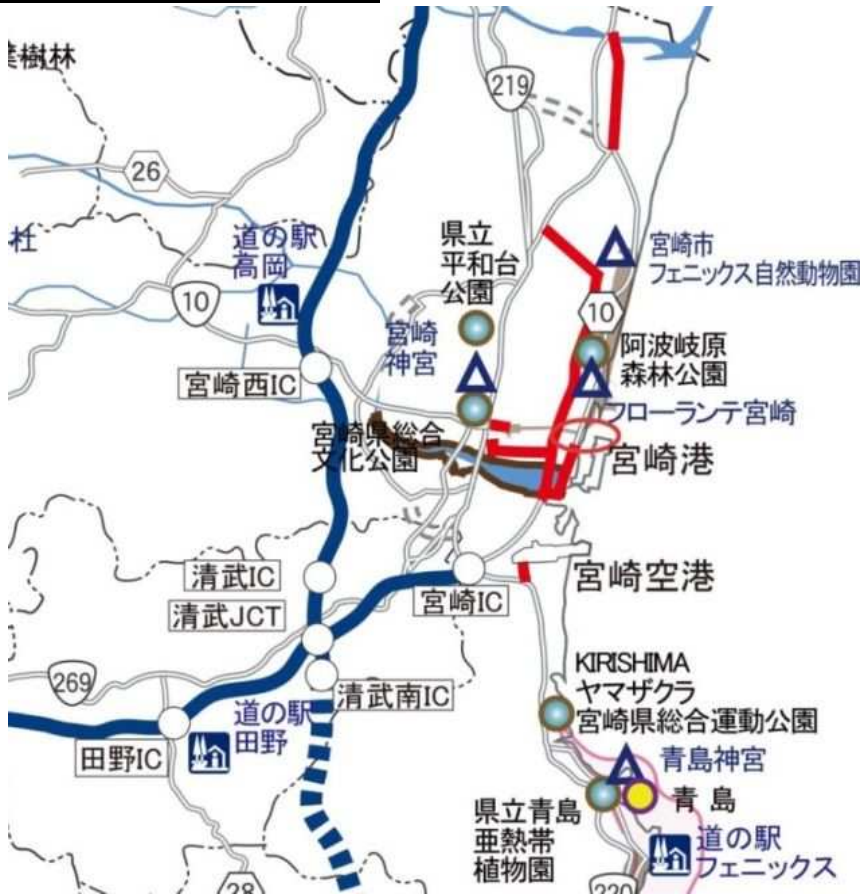 樹林
219
26
杜
道の駅
高岡
県立
平和台
公園
宮崎市
フェニックス自然動物園
10
10
宮崎
神宮
阿波岐原
森林公園
宮崎西IC
フローランテ宮崎
宮崎県総合
文化公園
宮崎港
清武IC
宮崎空港
宮崎IC
清武JCT
KIRISHIMA
ヤマザクラ
宮崎県総合運動公園
269
清武南IC
道の駅
田野
田野IC
青島神宮
青島
県立青島
亜熱帯
植物園
道の駅
フェニックス
28
220